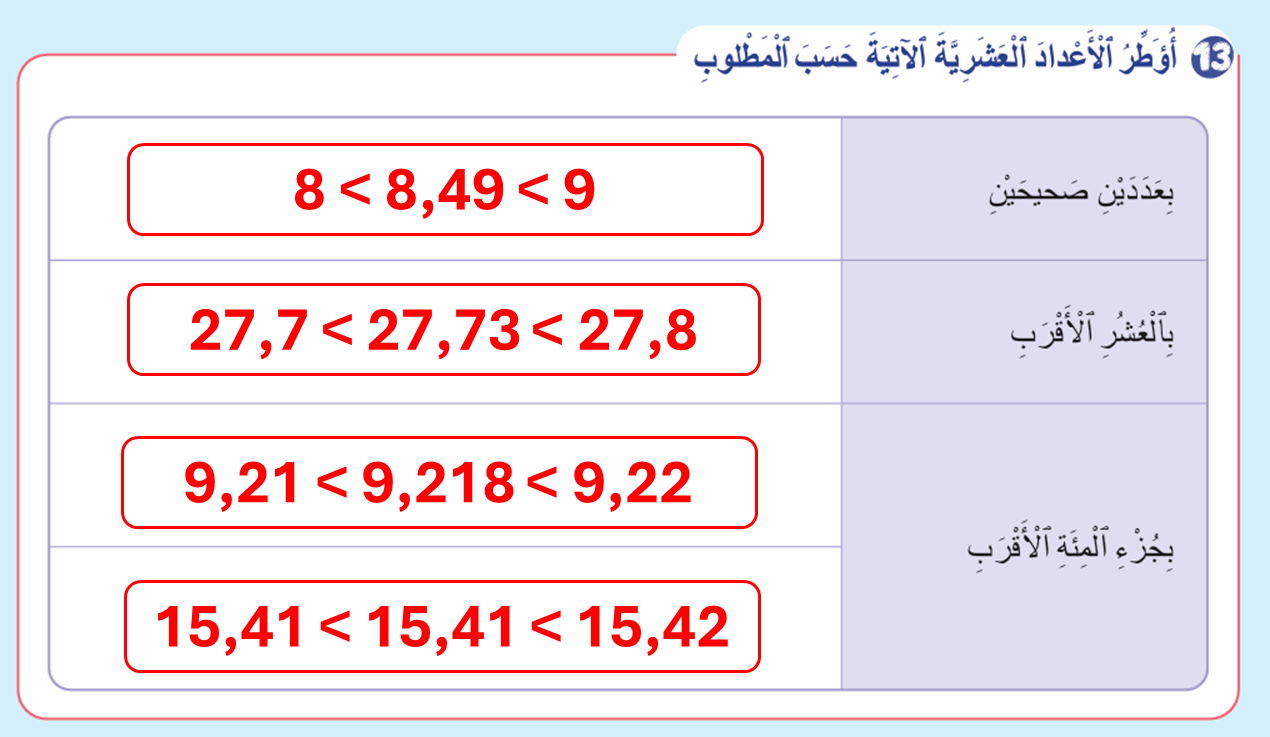 13 أُؤَطِّرُ ٱلْأَعْدادَ ٱلْعَشَرِيَّةَ ٱلْآتِيَةَ حَسَبَ ٱلْمَطْلوبِ
بِعَدَدَيْنِ صَحيحَيْنِ
8 < 8,49 < 9
بِٱلْعُشُرِ ٱلْأَقْرَبِ
27,7 < 27,73 < 27,8
بِجُزْءِ ٱلْمِئَةِ ٱلْأَقْرَبِ
9,21 < 9,218 < 9,22
15,41 < 15,41 < 15,42